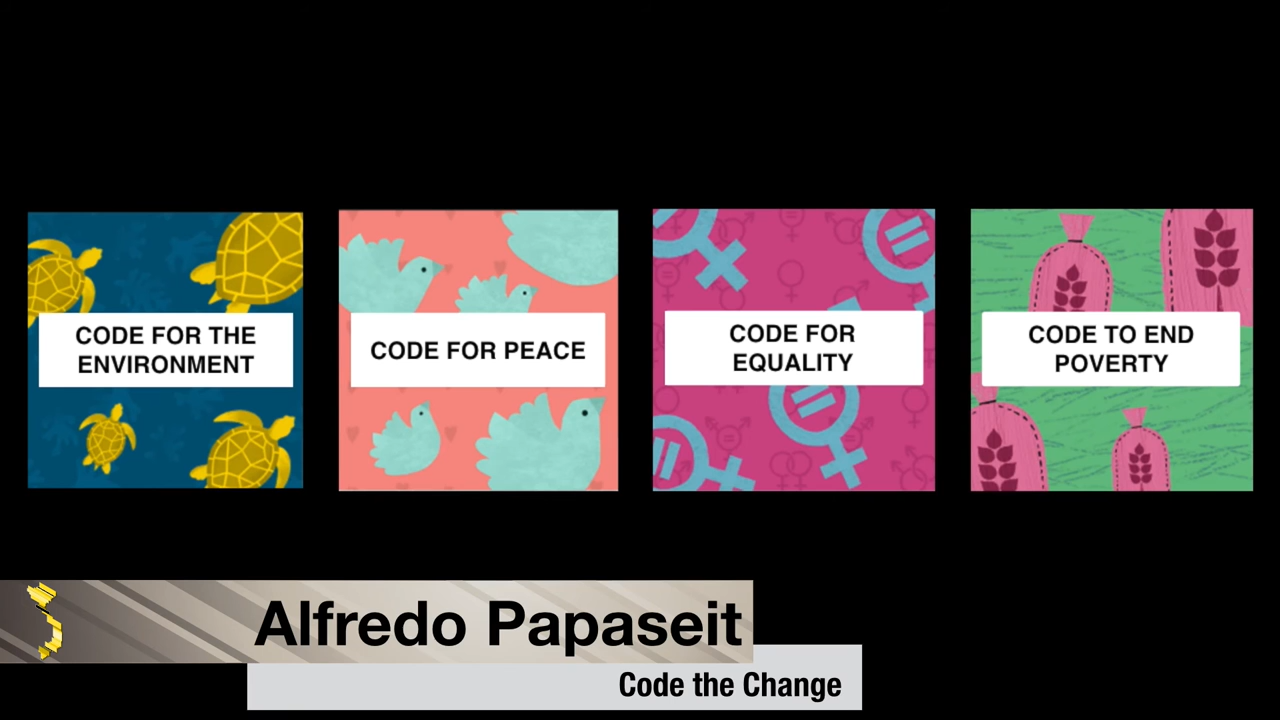 CODE FOR THE
ENVIRONMENT
CODE FOR PEACE
CODE FOR
EQUALITY
CODE TO END
POVERTY
Alfredo Papaseit
Code the Change